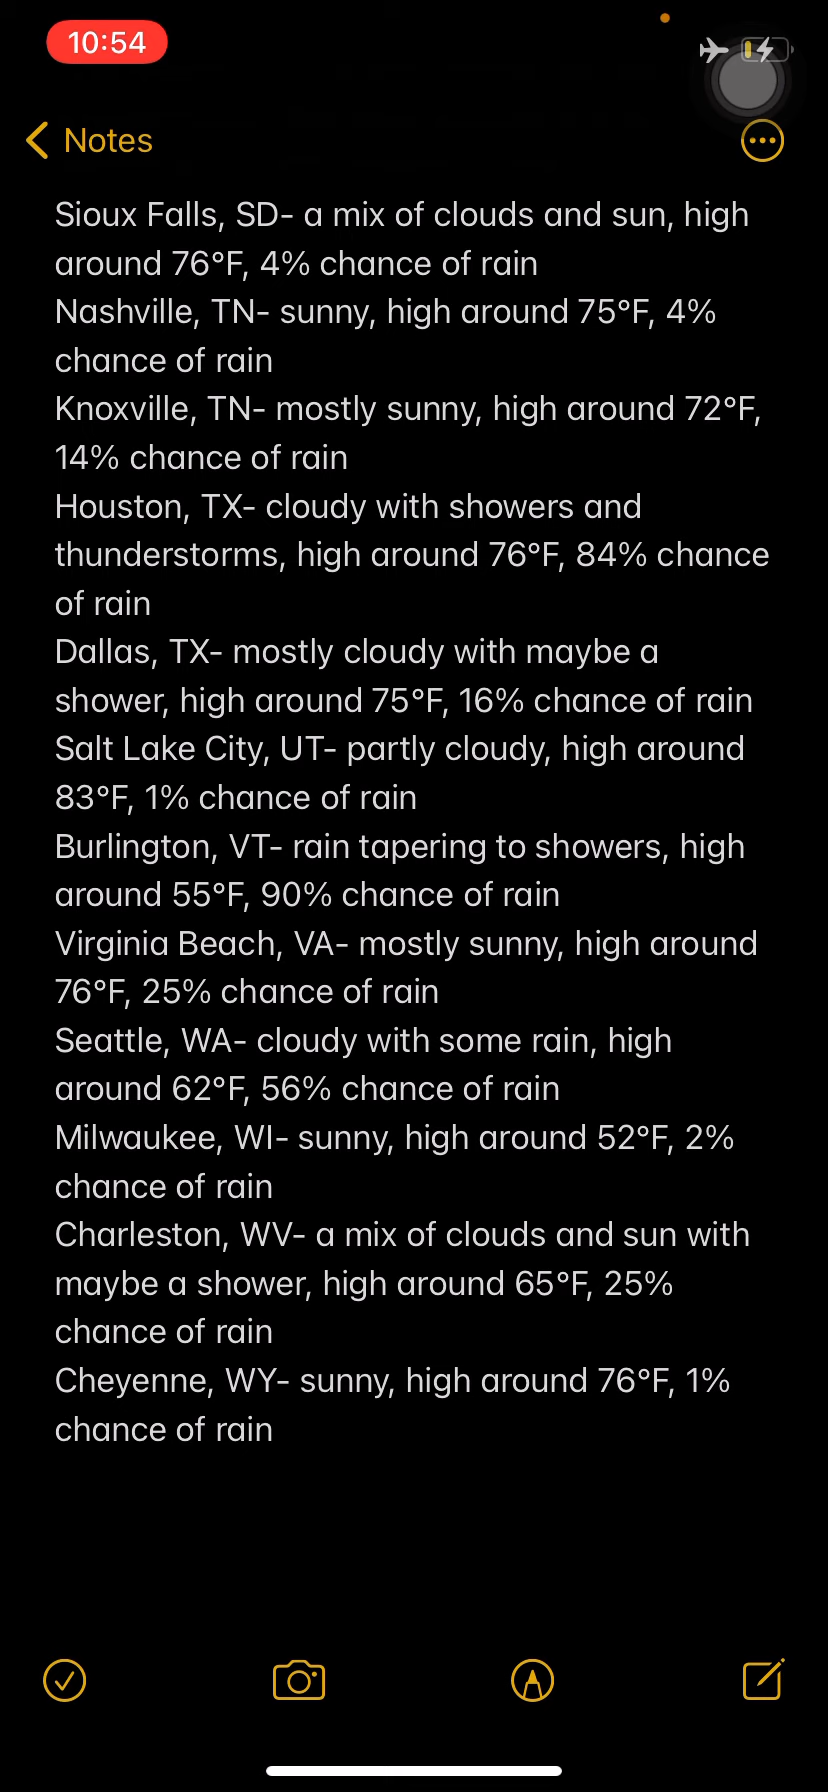 10:54
Notes
Sioux Falls, SD- a mix of clouds and sun, high
around 76°F, 4% chance of rain
Nashville, TN- sunny, high around 75°F, 4%
chance of rain
Knoxville, TN- mostly sunny, high around 72°F,
14% chance of rain
Houston, TX- cloudy with showers and
thunderstorms, high around 76°F, 84% chance
of rain
Dallas, TX- mostly cloudy with maybe a
shower, high around 75°F, 16% chance of rain
Salt Lake City, UT- partly cloudy, high around
83°F, 1% chance of rain
Burlington, VT- rain tapering to showers, high
around 55°F, 90% chance of rain
Virginia Beach, VA- mostly sunny, high around
76°F, 25% chance of rain
Seattle, WA- cloudy with some rain, high
around 62°F, 56% chance of rain
Milwaukee, WI- sunny, high around 52°F, 2%
chance of rain
Charleston, WV- a mix of clouds and sun with
maybe a shower, high around 65°F, 25%
chance of rain
Cheyenne, WY- sunny, high around 76°F, 1%
chance of rain